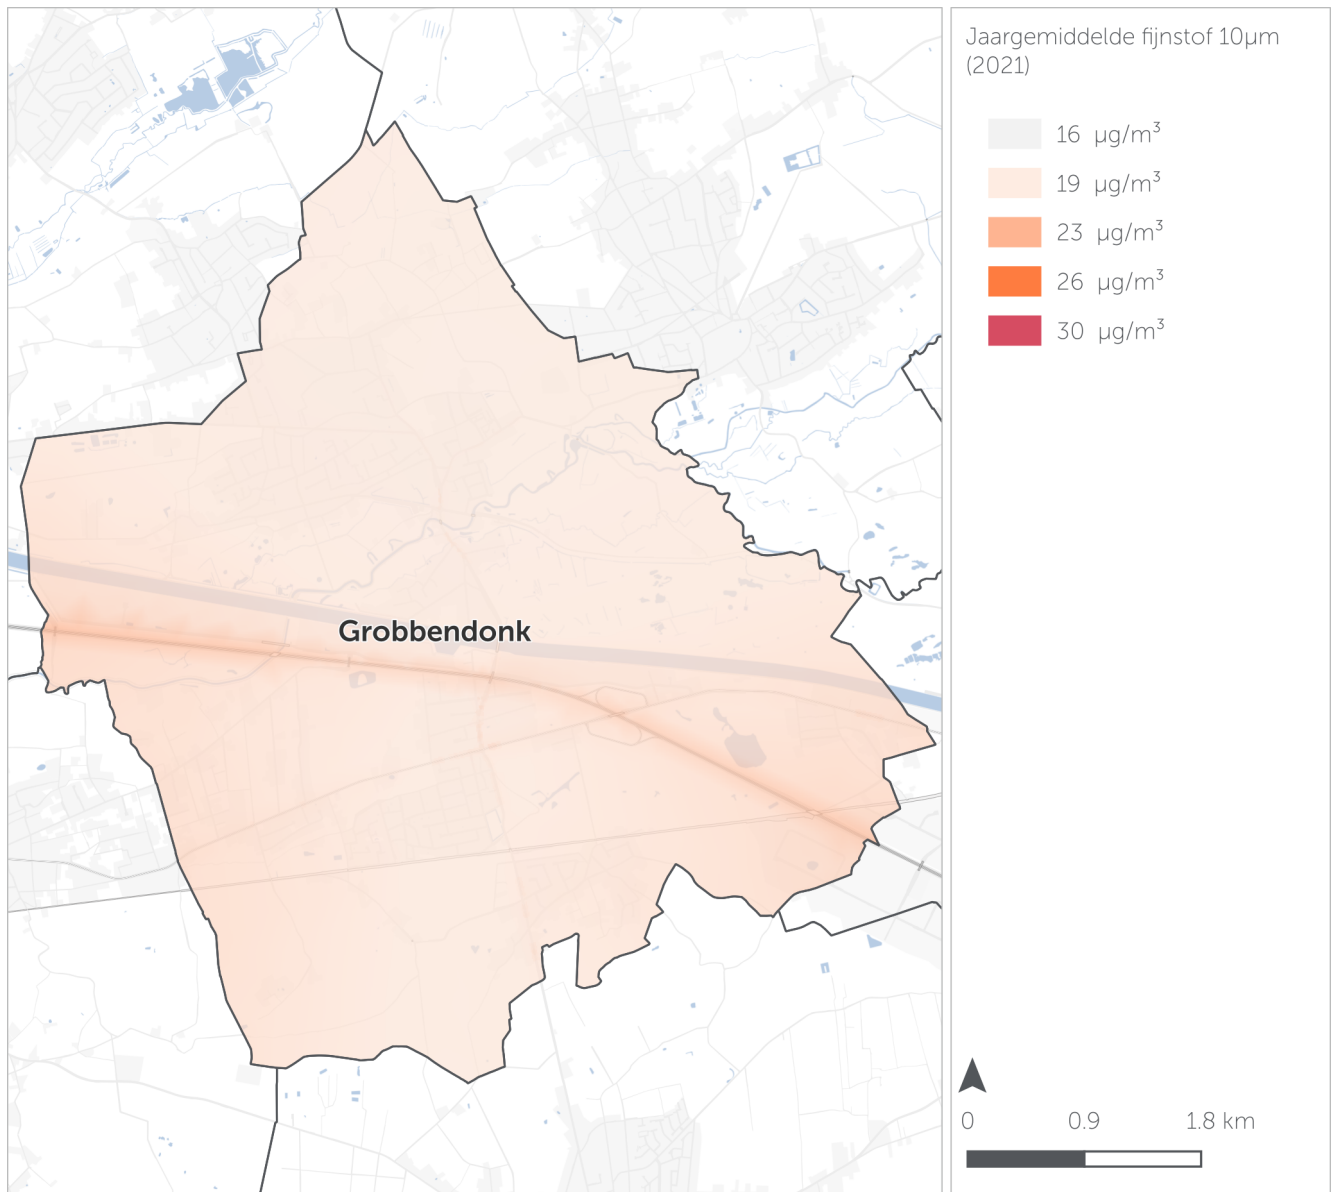 Jaargemiddelde fijnstof 10µm
(2021)
16 µg/m³
19 µg/m³
23 µg/m³
26 µg/m³
30 µg/m³
Grobbendonk
0 0.9 1.8 km